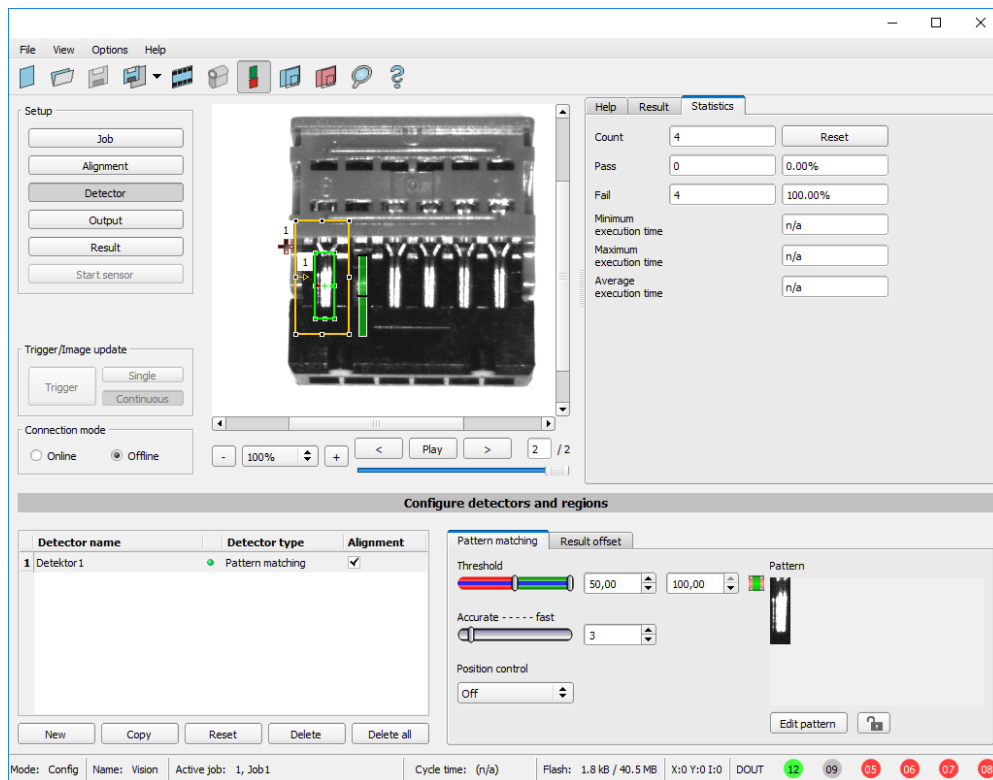 File View Options Help
Setup
Job
Alignment
Detector
Output
Result
Start sensor
Trigger/Image update
Trigger
Single
Continuous
Connection mode
Online Offline
1
1
- 100% + < Play > 2 / 2
Help Result Statistics
Count 4 Reset
Pass 0 0.00%
Fail 4 100.00%
Minimum
execution time n/a
Maximum
execution time n/a
Average
execution time n/a
Configure detectors and regions
Detector name Detector type Alignment
1 Detektor1 Pattern matching
New Copy Reset Delete Delete all
Pattern matching Result offset
Threshold
50,00 100,00
Accurate - - - - - fast
3
Position control
Off
Pattern
Edit pattern
Mode: Config Name: Vision Active job: 1, Job1 Cycle time: (n/a) Flash: 1.8 kB / 40.5 MB X:0 Y:0 I:0 DOUT 12 09 05 06 07 08